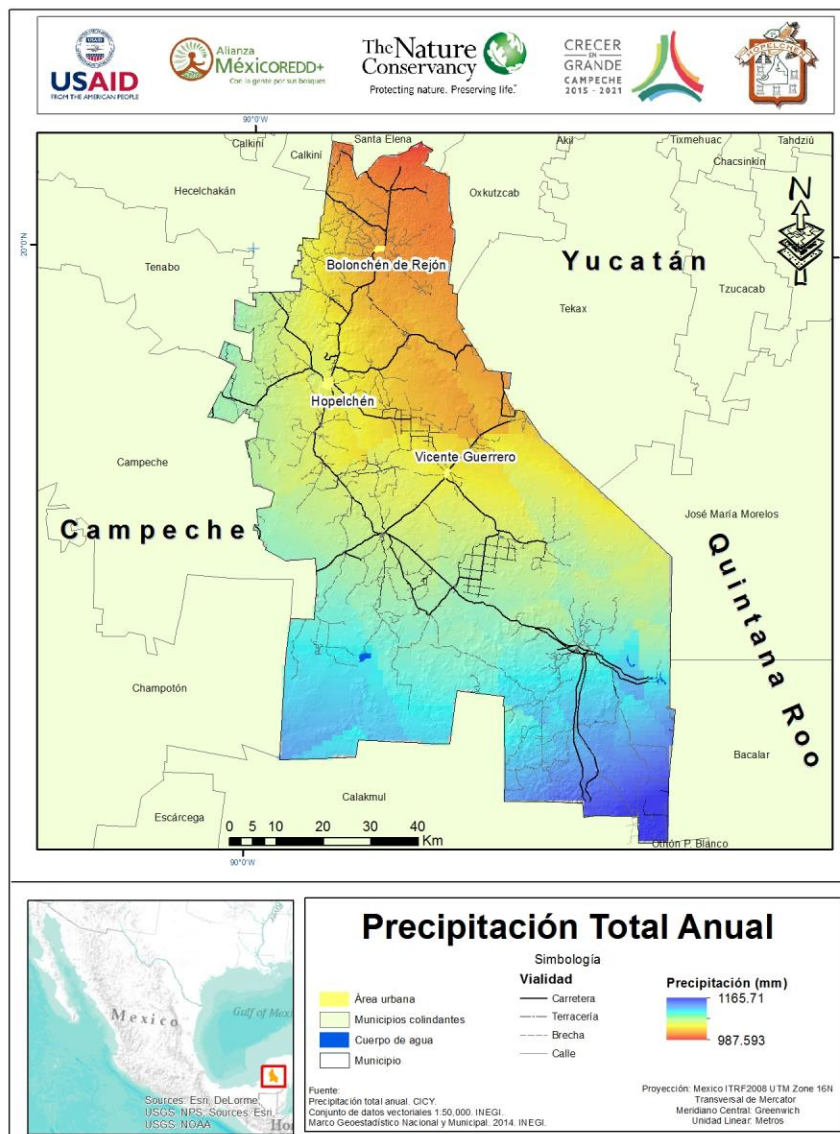 USAID
FROM THE AMERICAN PEOPLE
Alianza
MéxicoREDD+
Con la gente por sus bosques
The Nature
Conservancy
Protecting nature. Preserving life.
CRECER
EN
GRANDE
CAMPECHE
2015 - 2021
HOPELCHEN
90°0'W
Calkiní
Calkiní
Santa Elena
Akil
Tixmehuac
Tahdziú
Chacsinkín
Hecelchakán
Oxkutzcab
N
20°0'N
Bolonchén de Rejón
Yucatán
Tenabo
Tzucacab
Tekax
Hopelchén
Vicente Guerrero
Campeche
Campeche
José María Morelos
Quintana Roo
Champotón
Bacalar
Calakmul
Escárcega
0 5 10 20 30 40
Km
Othón P. Blanco
90°0'W
Mexico
Gulf of Mexi
Sources: Esri, DeLorme,
USGS, NPS; Sources: Esri,
USGS, NOAA
Ho
Precipitación Total Anual
Simbología
Área urbana
Municipios colindantes
Cuerpo de agua
Municipio
Vialidad
Carretera
Terracería
Brecha
Calle
Precipitación (mm)
1165.71
987.593
Fuente:
Precipitación total anual. CICY.
Conjunto de datos vectoriales 1:50,000. INEGI.
Marco Geoestadístico Nacional y Municipal. 2014. INEGI.
Proyección: Mexico ITRF2008 UTM Zone 16N
Transversal de Mercator
Meridiano Central: Greenwich
Unidad Linear: Metros